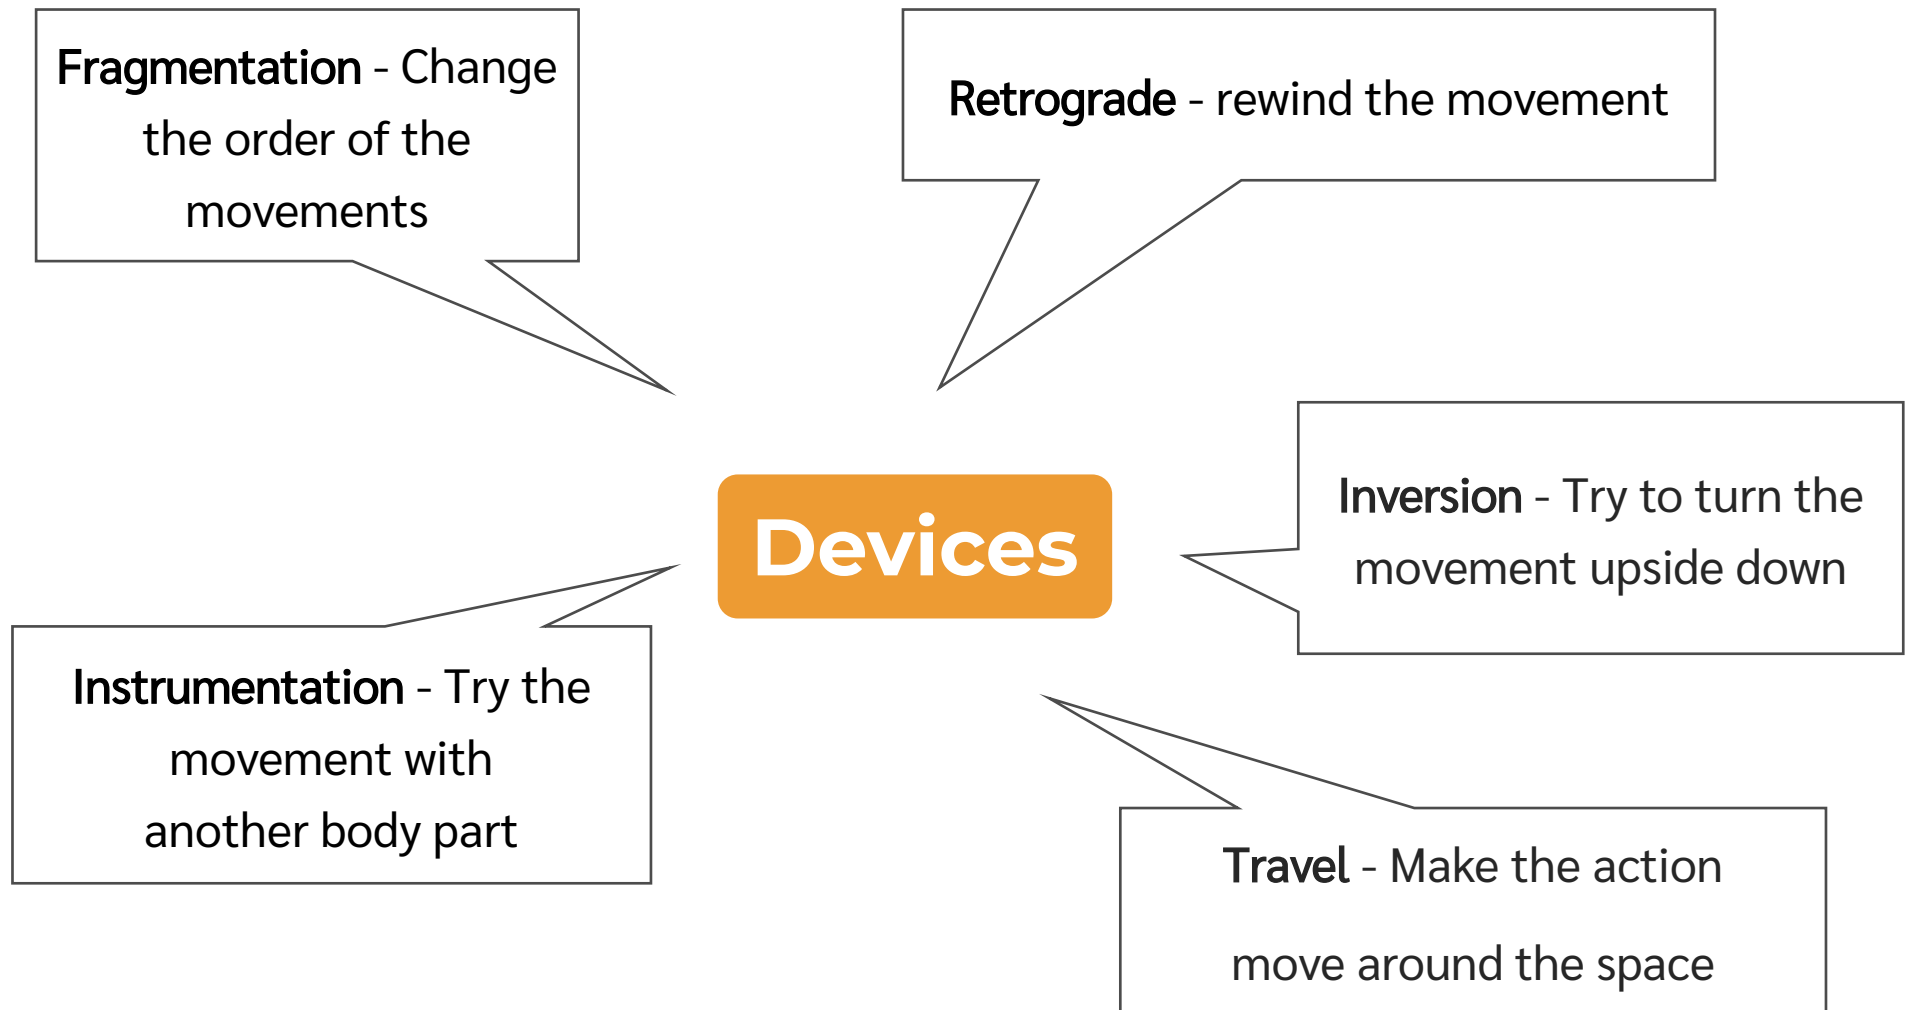 Fragmentation - Change
the order of the
movements
Retrograde - rewind the movement
Devices
Inversion - Try to turn the
movement upside down
Instrumentation - Try the
movement with
another body part
Travel - Make the action
move around the space